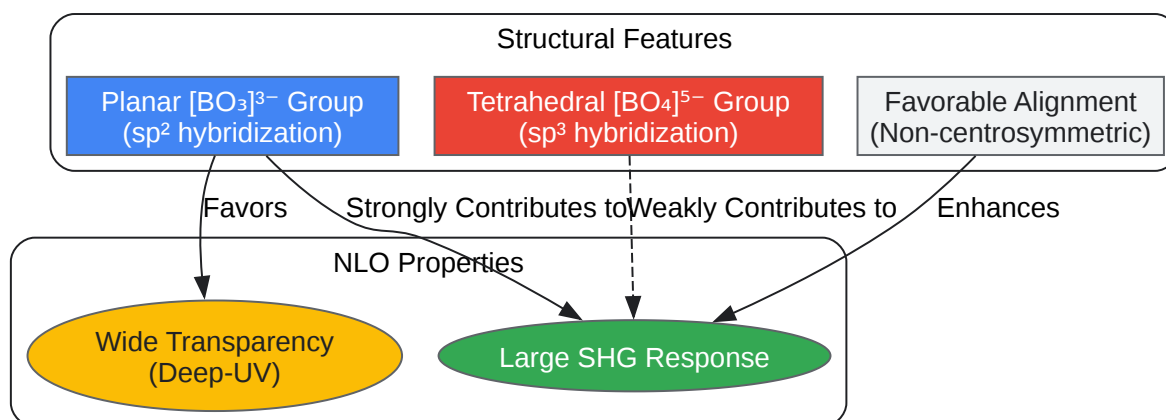 Structural Features
Planar [BO₃]³⁻ Group
(sp² hybridization)
Tetrahedral [BO₄]⁵⁻ Group
(sp³ hybridization)
Favorable Alignment
(Non-centrosymmetric)
Favors
Strongly Contributes to
Weakly Contributes to
Enhances
NLO Properties
Wide Transparency
(Deep-UV)
Large SHG Response